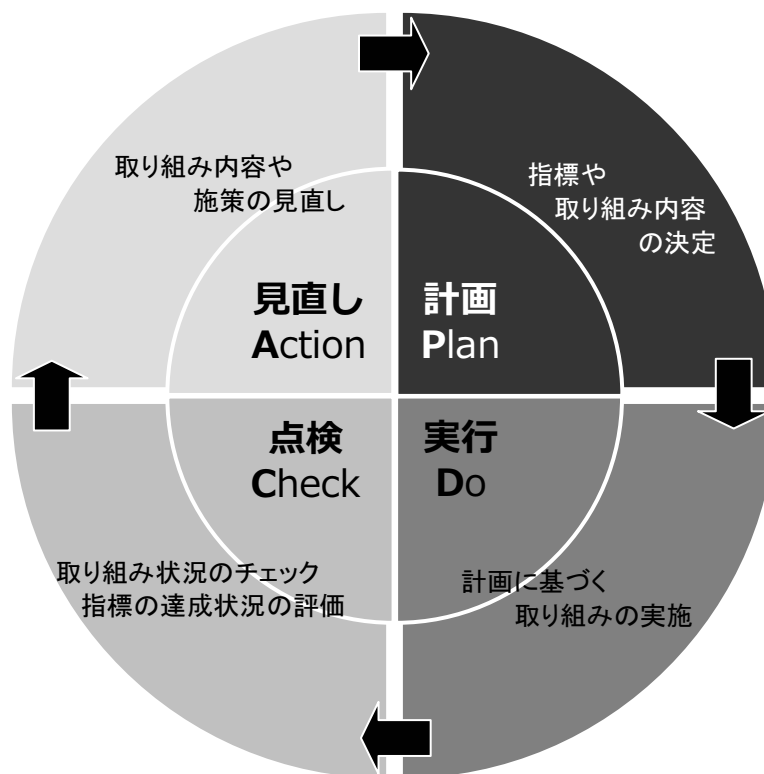 取り組み内容や
施策の見直し
指標や
取り組み内容
の決定
見直し
Action
計画
Plan
点検
Check
実行
Do
取り組み状況のチェック
指標の達成状況の評価
計画に基づく
取り組みの実施